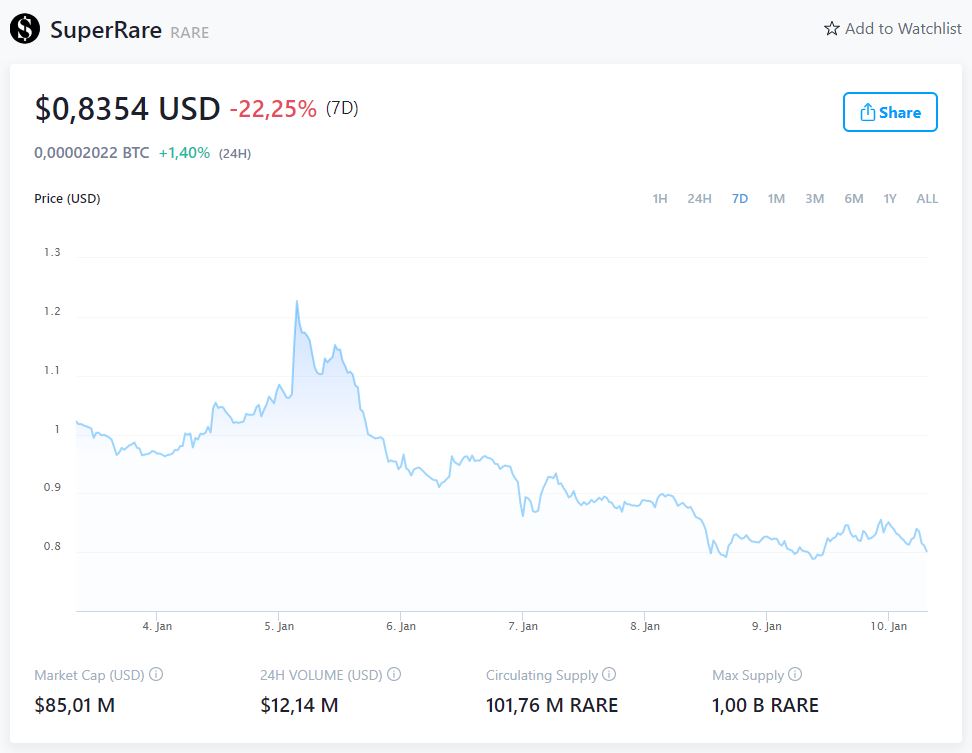 SuperRare RARE
Add to Watchlist
$0,8354 USD -22,25% (7D)
Share
0,00002022 BTC +1,40% (24H)
Price (USD)
1H 24H 7D 1M 3M 6M 1Y ALL
1.3
1.2
1.1
1
0.9
0.8
4. Jan 5. Jan 6. Jan 7. Jan 8. Jan 9. Jan 10. Jan
Market Cap (USD) 24H VOLUME (USD) Circulating Supply Max Supply
$85,01 M $12,14 M 101,76 M RARE 1,00 B RARE